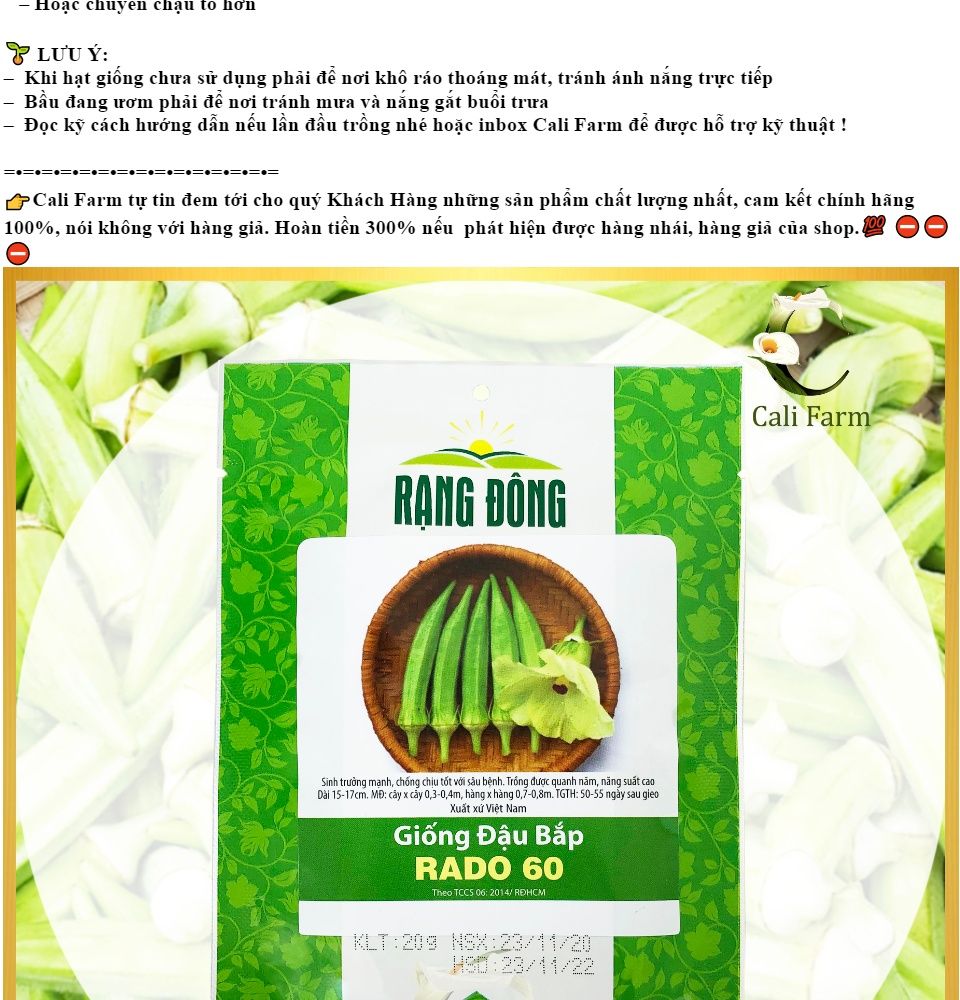 – Hoặc chuyển chậu to hơn
🌱 LƯU Ý:
– Khi hạt giống chưa sử dụng phải để nơi khô ráo thoáng mát, tránh ánh nắng trực tiếp
– Bầu đang ươm phải để nơi tránh mưa và nắng gắt buổi trưa
– Đọc kỹ cách hướng dẫn nếu lần đầu trồng nhé hoặc inbox Cali Farm để được hỗ trợ kỹ thuật !
=•=•=•=•=•=•=•=•=•=•=•=•=•=•=
👉Cali Farm tự tin đem tới cho quý Khách Hàng những sản phẩm chất lượng nhất, cam kết chính hãng
100%, nói không với hàng giả. Hoàn tiền 300% nếu phát hiện được hàng nhái, hàng giả của shop.💯 ⛔⛔
⛔
Cali Farm
RẠNG ĐÔNG
Sinh trưởng mạnh, chống chịu tốt với sâu bệnh. Trồng được quanh năm, năng suất cao
Dài 15-17cm. MĐ: cây x cây 0,3-0,4m, hàng x hàng 0,7-0,8m. TGTH: 50-55 ngày sau gieo
Xuất xứ Việt Nam
Giống Đậu Bắp
RADO 60
Theo TCCS 06: 2014/ RĐHCM
KLT:20g NSX:23/11/20
HSD:23/11/22